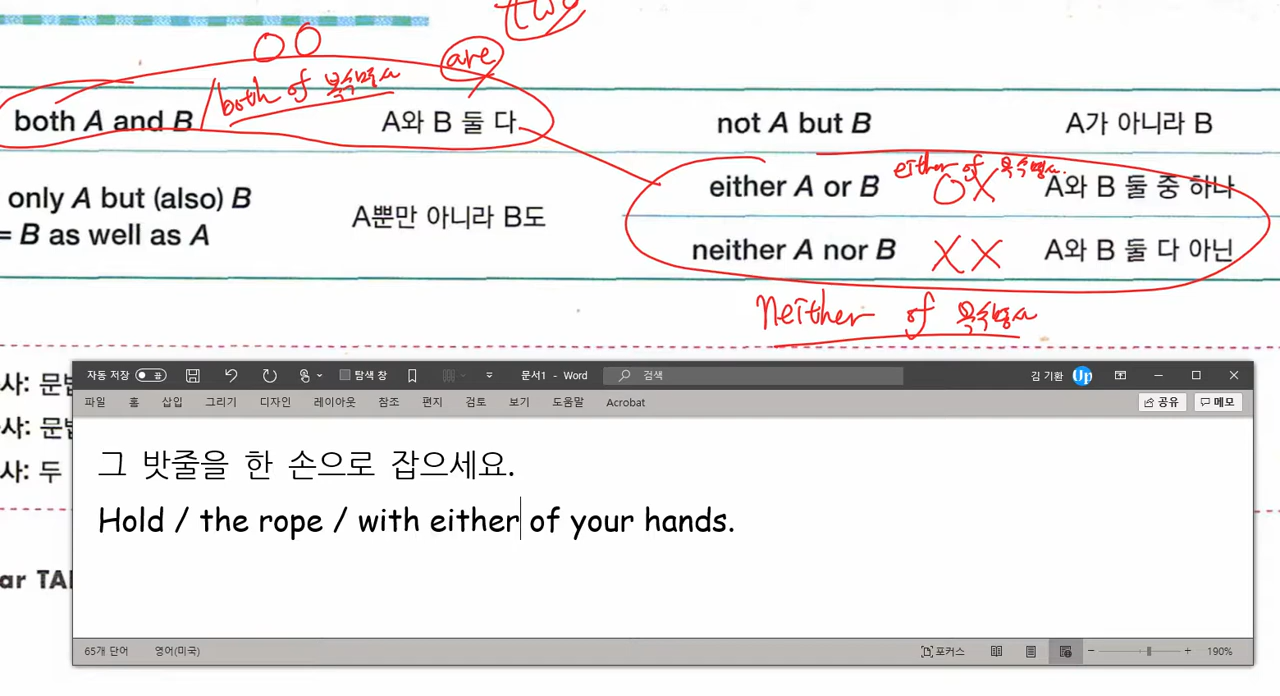 two
are
both of 복수명사
both A and B
A와 B 둘 다
not A but B
A가 아니라 B
either of 복수명사.
either A or B
OX
A와 B 둘 중 하나
only A but (also) B
= B as well as A
A뿐만 아니라 B도
neither A nor B
XX
A와 B 둘 다 아닌
Neither of 복수명사
사: 문법
사: 문법
사: 두
자동 저장
탐색 창
문서1 - Word
검색
김 기환
Up
파일 홈 삽입 그리기 디자인 레이아웃 참조 편지 검토 보기 도움말 Acrobat
공유
메모
그 밧줄을 한 손으로 잡으세요.
Hold / the rope / with either of your hands.
ar TA
65개 단어
영어(미국)
포커스
190%